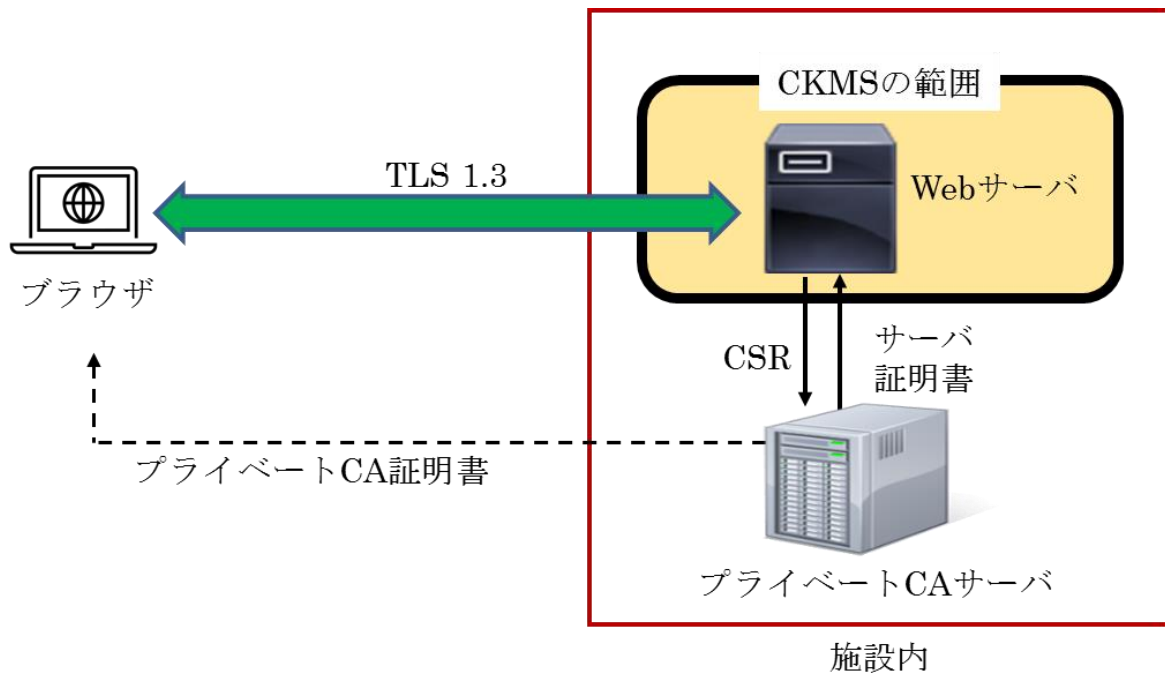 CKMSの範囲
TLS 1.3
Webサーバ
ブラウザ
CSR
サーバ
証明書
プライベートCA証明書
プライベートCAサーバ
施設内